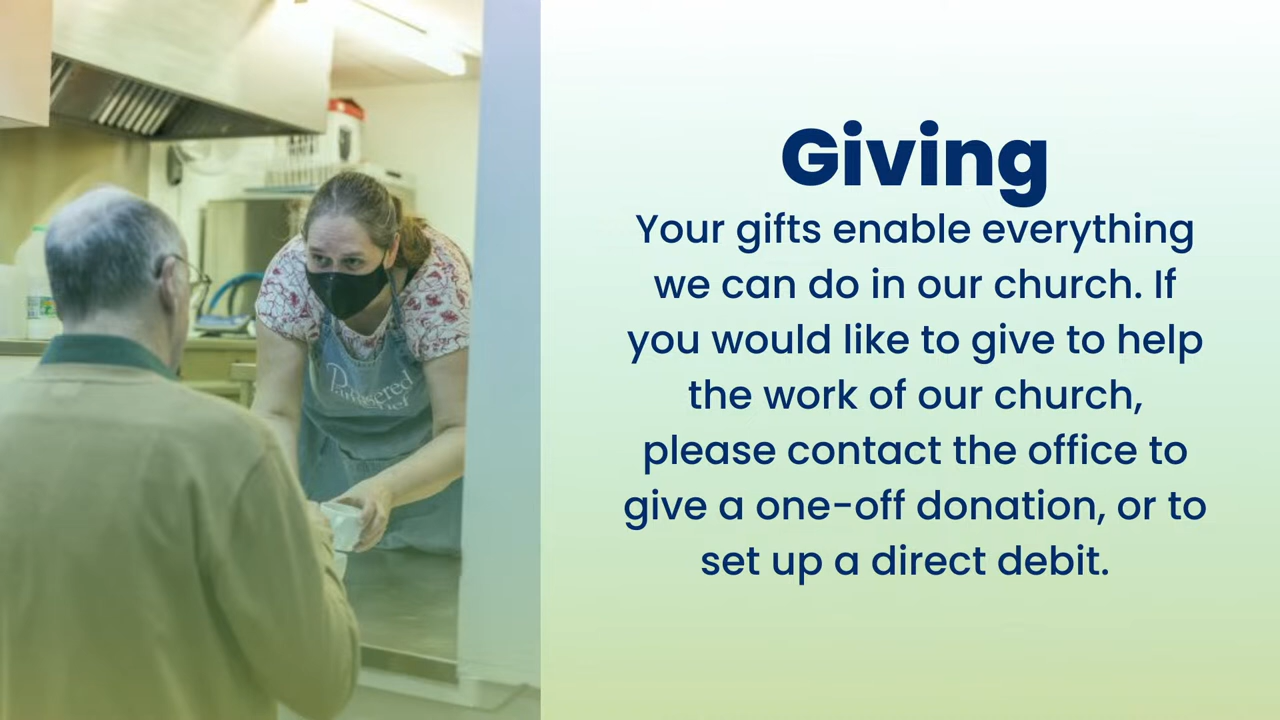 Giving
Your gifts enable everything
we can do in our church. If
you would like to give to help
the work of our church,
please contact the office to
give a one-off donation, or to
set up a direct debit.
Pampered
Chef